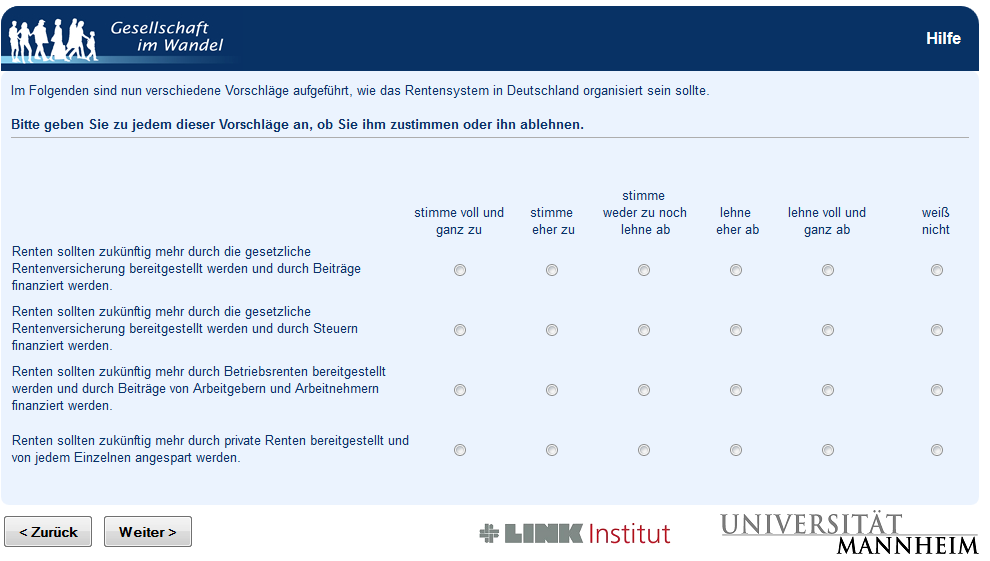 Gesellschaft
im Wandel
Hilfe
Im Folgenden sind nun verschiedene Vorschläge aufgeführt, wie das Rentensystem in Deutschland organisiert sein sollte.
Bitte geben Sie zu jedem dieser Vorschläge an, ob Sie ihm zustimmen oder ihn ablehnen.
stimme
stimme voll und stimme weder zu noch lehne lehne voll und weiß
ganz zu eher zu lehne ab eher ab ganz ab nicht
Renten sollten zukünftig mehr durch die gesetzliche
Rentenversicherung bereitgestellt werden und durch Beiträge
finanziert werden.
Renten sollten zukünftig mehr durch die gesetzliche
Rentenversicherung bereitgestellt werden und durch Steuern
finanziert werden.
Renten sollten zukünftig mehr durch Betriebsrenten bereitgestellt
werden und durch Beiträge von Arbeitgebern und Arbeitnehmern
finanziert werden.
Renten sollten zukünftig mehr durch private Renten bereitgestellt und
von jedem Einzelnen angespart werden.
< Zurück Weiter >
LINK Institut
UNIVERSITÄT
MANNHEIM